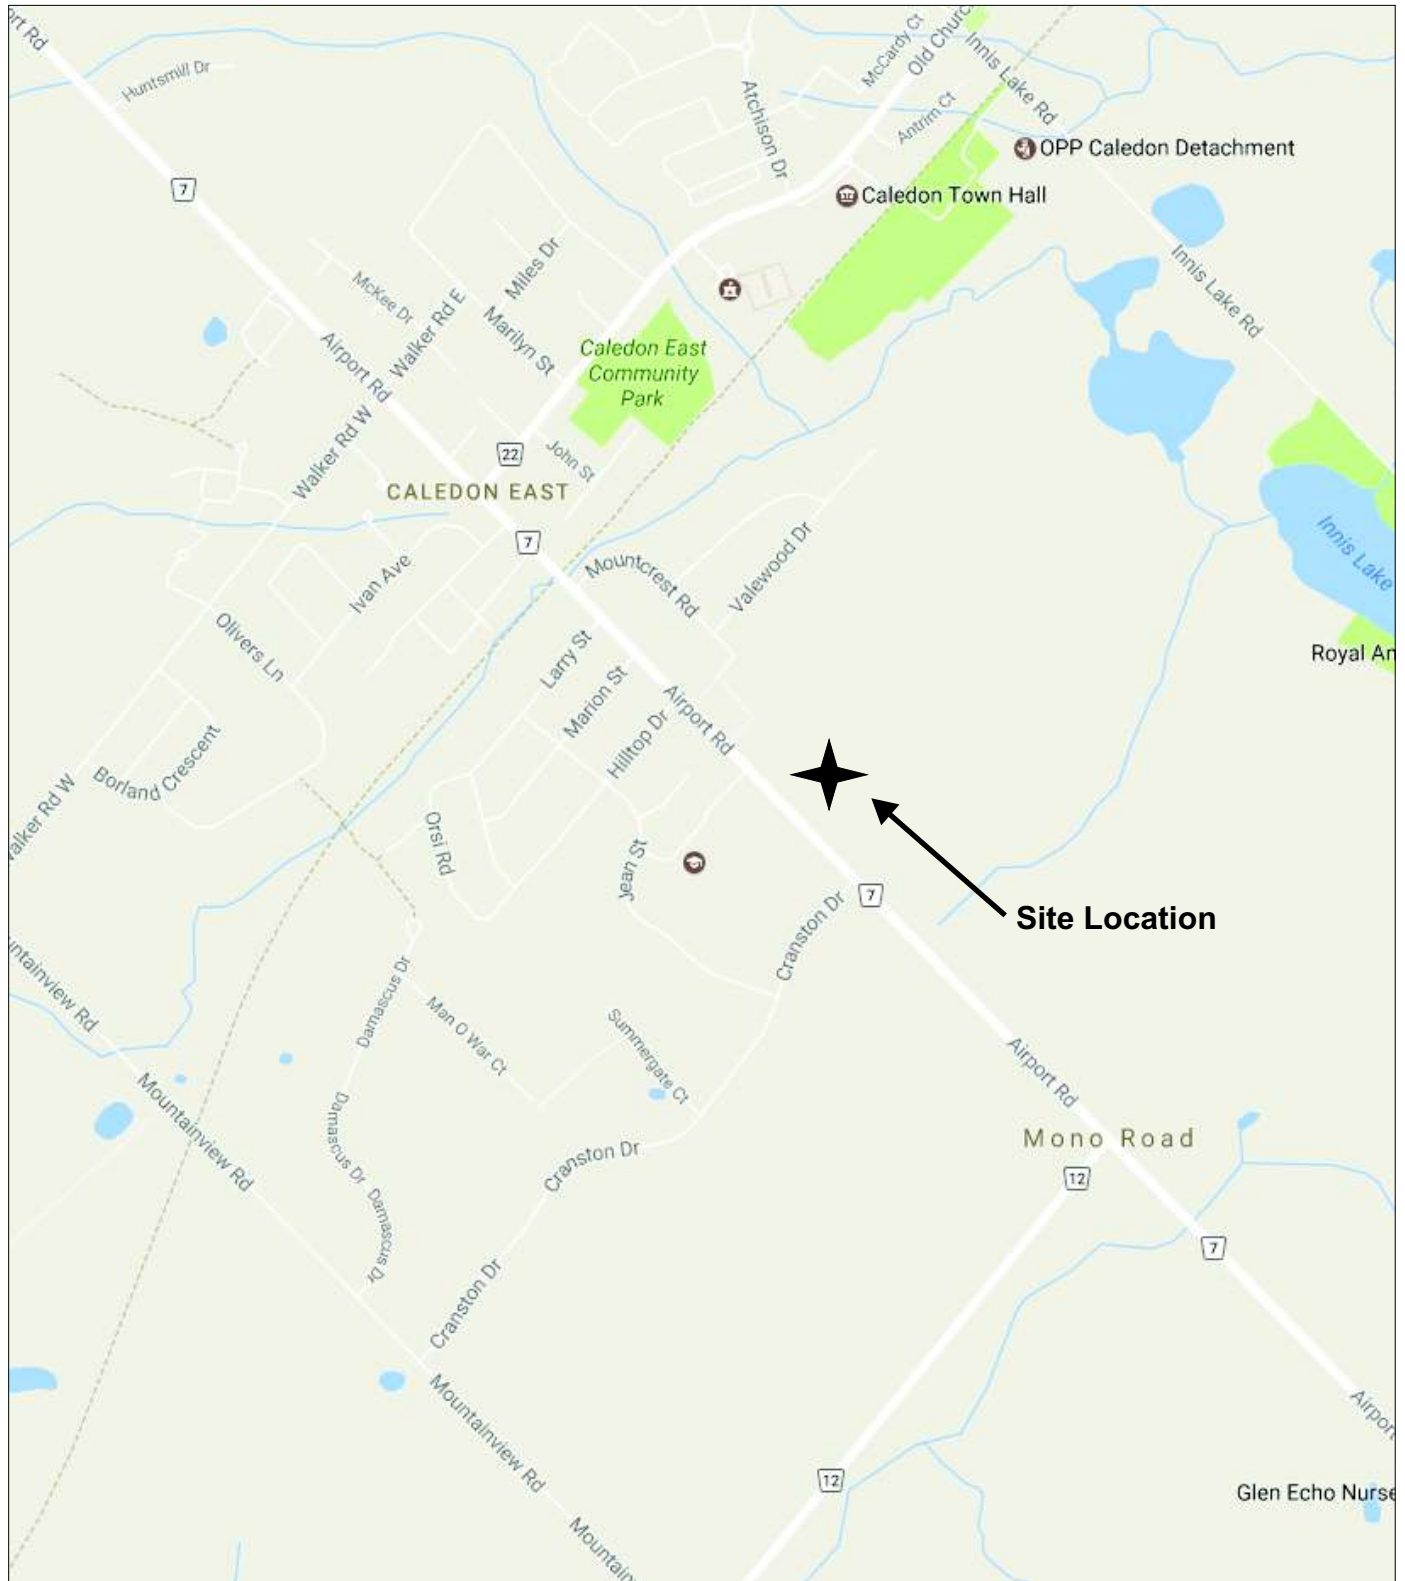 ort Rd
Huntsmill Dr
7
McCardy Ct
Old Church
Innis Lake Rd
Atchison Dr
Antrim Ct
OPP Caledon Detachment
Caledon Town Hall
Innis Lake Rd
McKee Dr
Miles Dr
Walker Rd E
Marilyn St
Airport Rd
Caledon East
Community
Park
Walker Rd W
22
John St
CALEDON EAST
7
Innis Lake
Mountcrest Rd
Valewood Dr
Ivan Ave
Olivers Ln
Larry St
Marion St
Hilltop Dr
Airport Rd
Royal An
Borland Crescent
alker Rd W
Orsi Rd
Jean St
7
Site Location
Cranston Dr
untainview Rd
Damascus Dr
Man O War Ct
Summergate Ct
Airport Rd
Mountainview Rd
Damascus Dr
Mono Road
12
Cranston Dr
Damascus Dr
7
Cranston Dr
Mountainview Rd
Airport
12
Glen Echo Nurse
Mountain